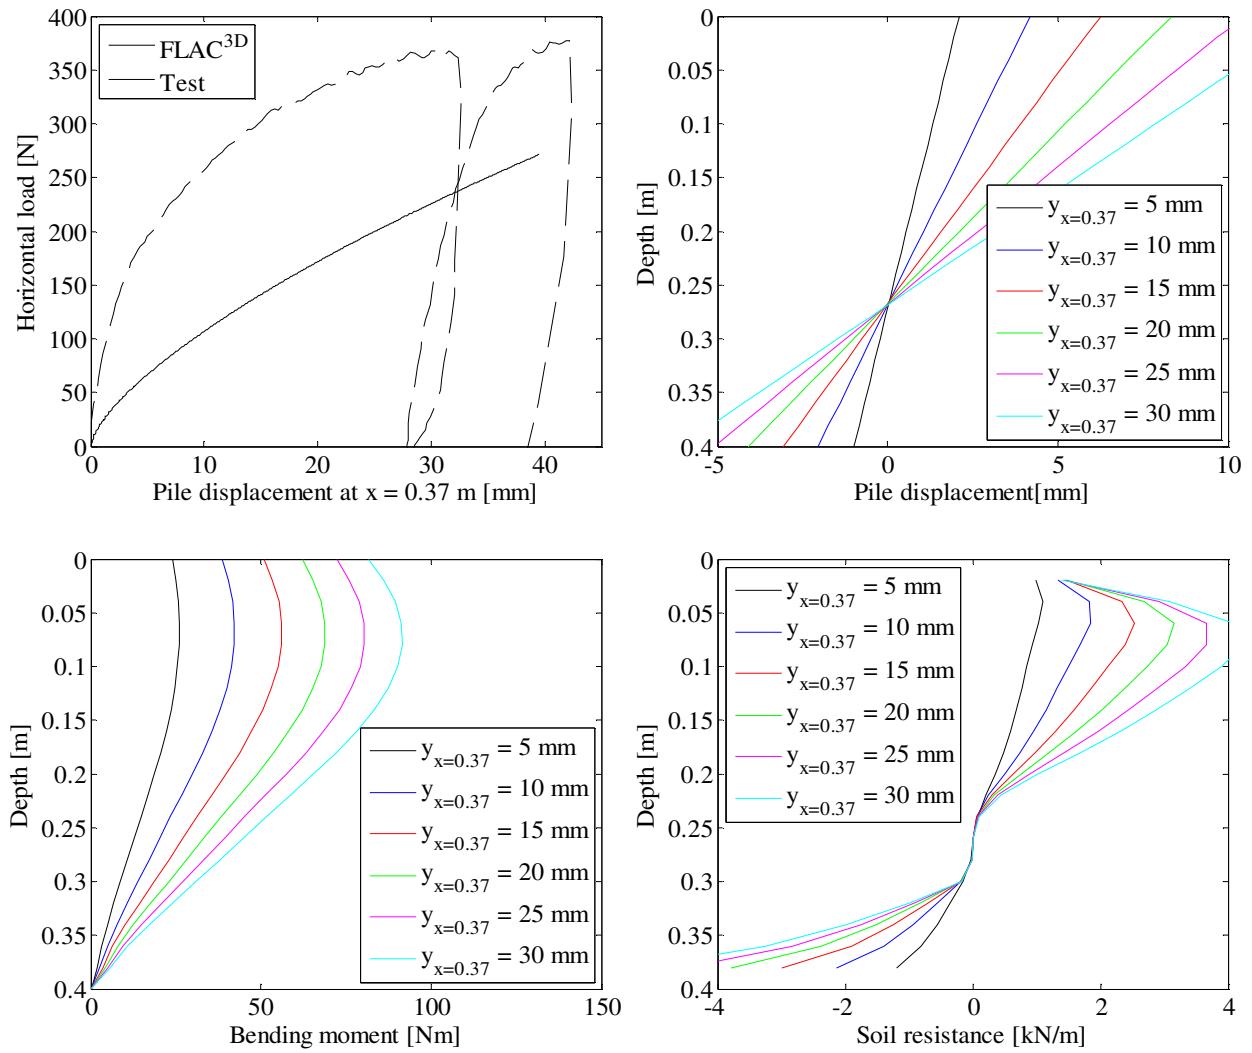 400
350
300
250
200
150
100
50
0
Horizontal load [N]
FLAC3D
Test
0 10 20 30 40
Pile displacement at x = 0.37 m [mm]
0
0.05
0.1
0.15
0.2
0.25
0.3
0.35
0.4
Depth [m]
yx=0.37 = 5 mm
yx=0.37 = 10 mm
yx=0.37 = 15 mm
yx=0.37 = 20 mm
yx=0.37 = 25 mm
yx=0.37 = 30 mm
-5 0 5 10
Pile displacement[mm]
0
0.05
0.1
0.15
0.2
0.25
0.3
0.35
0.4
Depth [m]
yx=0.37 = 5 mm
yx=0.37 = 10 mm
yx=0.37 = 15 mm
yx=0.37 = 20 mm
yx=0.37 = 25 mm
yx=0.37 = 30 mm
0 50 100 150
Bending moment [Nm]
0
0.05
0.1
0.15
0.2
0.25
0.3
0.35
0.4
Depth [m]
yx=0.37 = 5 mm
yx=0.37 = 10 mm
yx=0.37 = 15 mm
yx=0.37 = 20 mm
yx=0.37 = 25 mm
yx=0.37 = 30 mm
-4 -2 0 2 4
Soil resistance [kN/m]